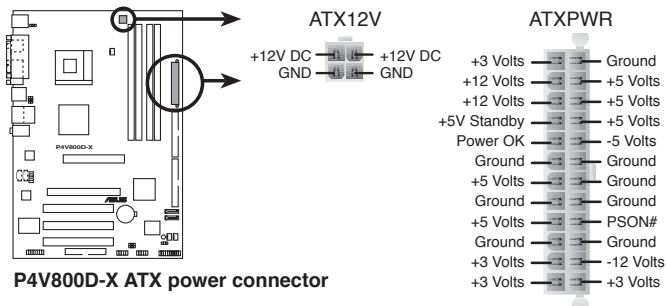 ATX12V
+12V DC +12V DC
GND GND
ATXPWR
+3 Volts Ground
+12 Volts +5 Volts
+12 Volts +5 Volts
+5V Standby +5 Volts
Power OK -5 Volts
Ground Ground
+5 Volts Ground
Ground Ground
+5 Volts PSON#
Ground Ground
+3 Volts -12 Volts
+3 Volts +3 Volts
P4V800D-X
ASUS
P4V800D-X ATX power connector